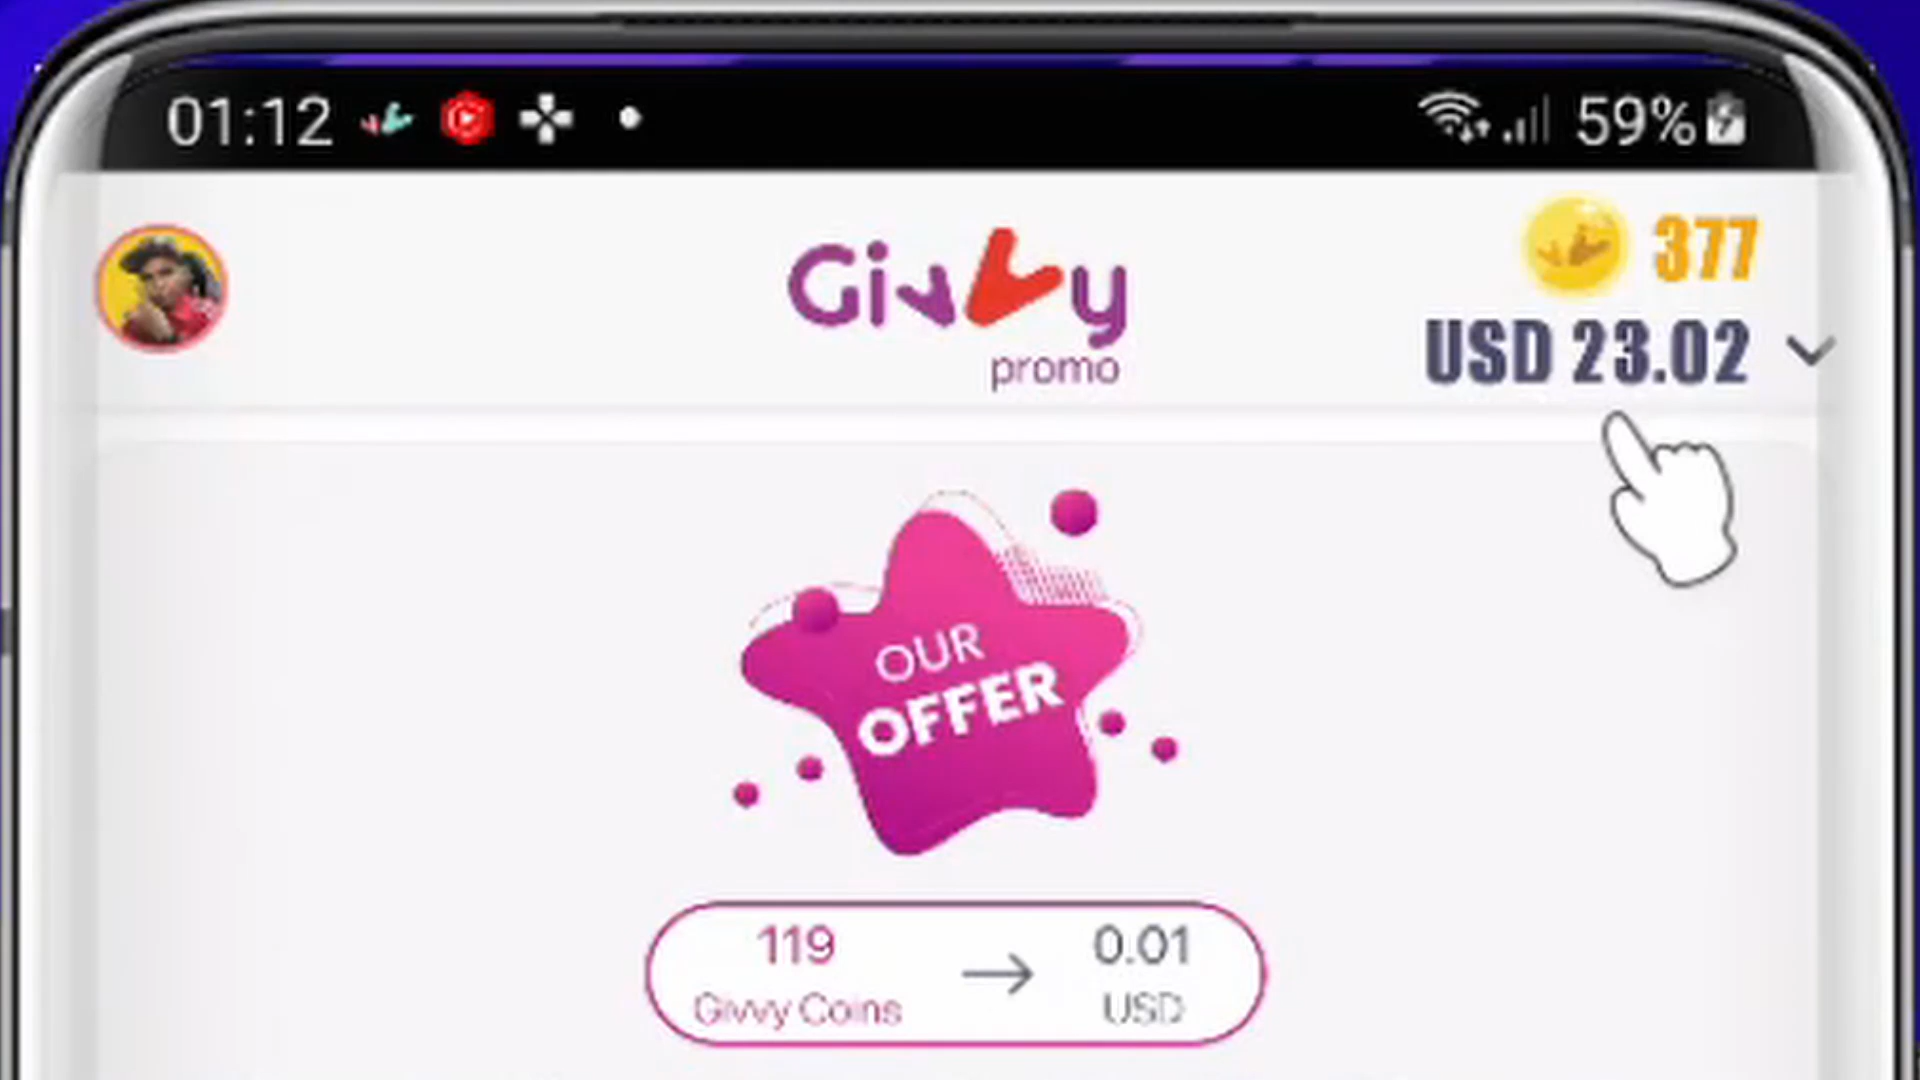 01:12
59%
Givvy
promo
377
USD 23.02
OUR
OFFER
119
Givvy Coins
0.01
USD